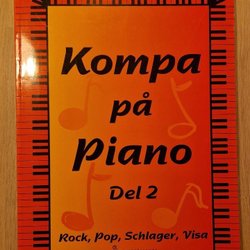 Kompa
på
Piano
Del 2
Rock, Pop, Schlager, Visa